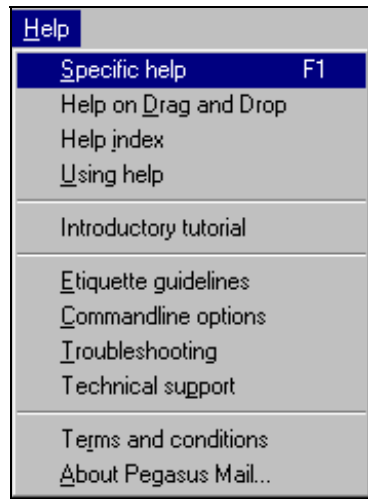 Help
Specific help F1
Help on Drag and Drop
Help index
Using help
Introductory tutorial
Etiquette guidelines
Commandline options
Troubleshooting
Technical support
Terms and conditions
About Pegasus Mail...